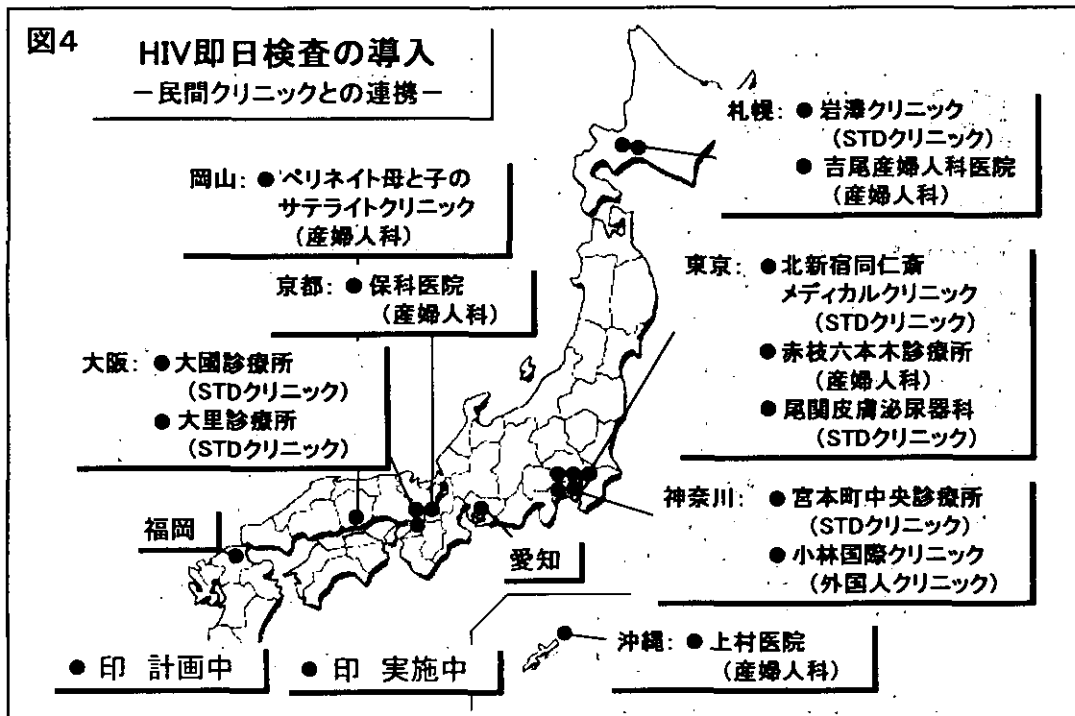 図4
HIV即日検査の導入
－民間クリニックとの連携－
札幌： ● 岩澤クリニック
（STDクリニック）
● 吉尾産婦人科医院
（産婦人科）
岡山： ● ペリネイト母と子の
サテライトクリニック
（産婦人科）
京都： ● 保科医院
（産婦人科）
大阪： ● 大國診療所
（STDクリニック）
● 大里診療所
（STDクリニック）
東京： ● 北新宿同仁斎
メディカルクリニック
（STDクリニック）
● 赤枝六本木診療所
（産婦人科）
● 尾関皮膚泌尿器科
（STDクリニック）
神奈川： ● 宮本町中央診療所
（STDクリニック）
● 小林国際クリニック
（外国人クリニック）
福岡
愛知
沖縄： ● 上村医院
（産婦人科）
● 印 計画中
● 印 実施中